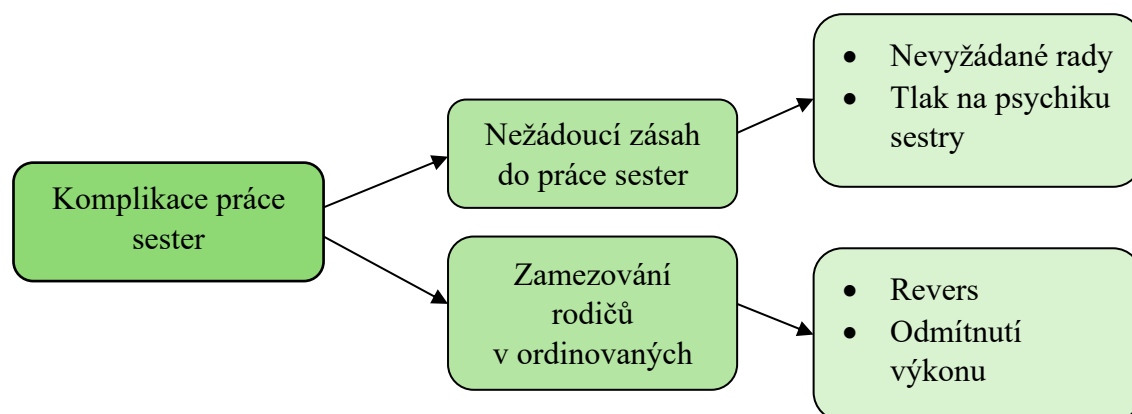 Komplikace práce
sester
Nežádoucí zásah
do práce sester
• Nevyžádané rady
• Tlak na psychiku
sestry
Zamezování
rodičů
v ordinovaných
• Revers
• Odmítnutí
výkonu